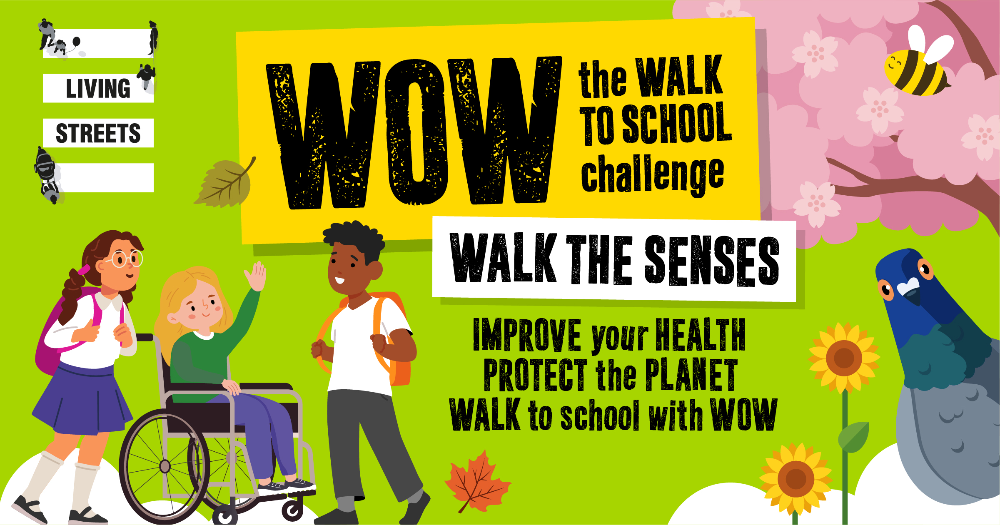 LIVING
STREETS
WOW
the WALK
TO SCHOOL
challenge
WALK THE SENSES
IMPROVE your HEALTH
PROTECT the PLANET
WALK to school with WOW